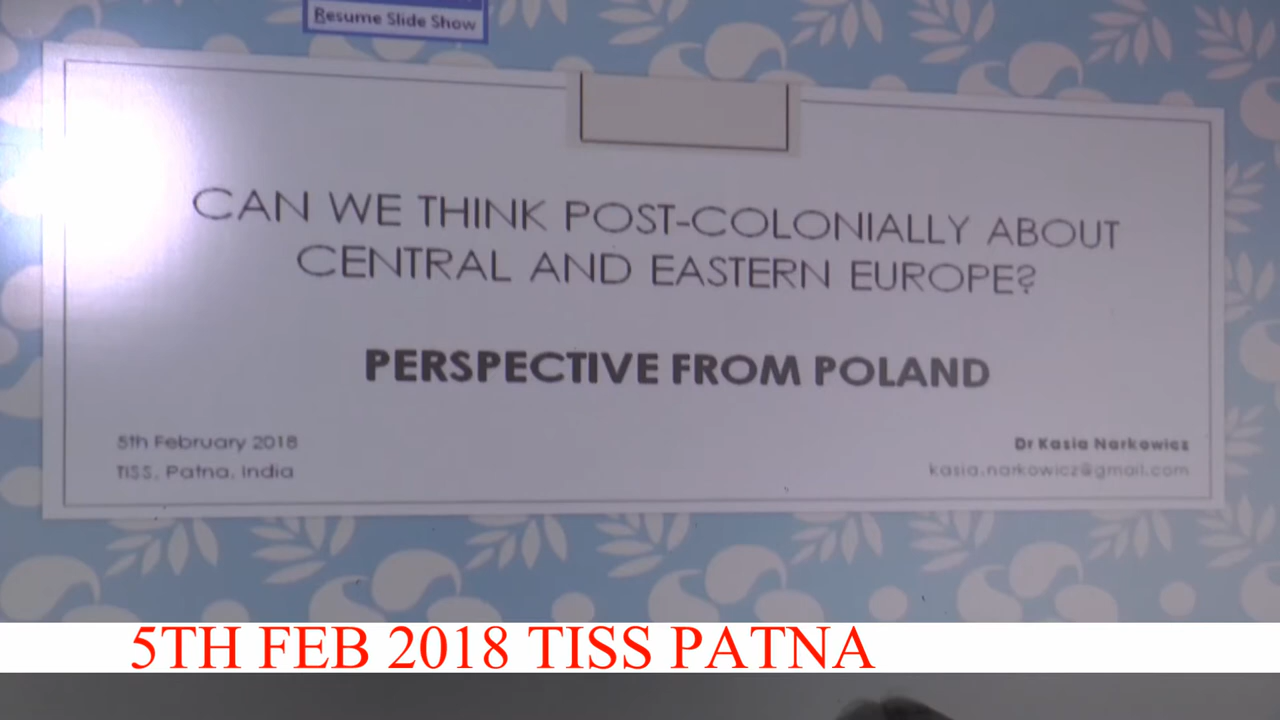 Resume Slide Show
CAN WE THINK POST-COLONIALLY ABOUT
CENTRAL AND EASTERN EUROPE?
PERSPECTIVE FROM POLAND
5th February 2018
TISS, Patna, India
Dr Kasia Narkowicz
kasia.narkowicz@gmail.com
5TH FEB 2018 TISS PATNA